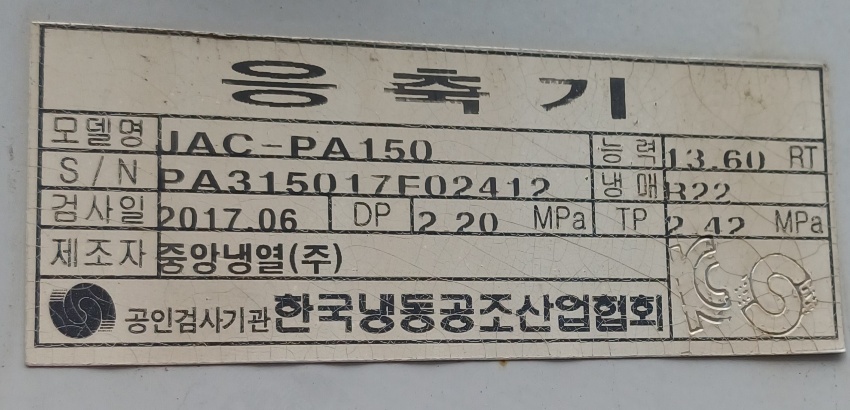 응축기
모델명 JAC-PA150 능력 13.60 RT
S/N PA315017F02412 냉매 R22
검사일 2017.06 DP 2.20 MPa TP 2.42 MPa
제조자 중앙냉열(주)
공인검사기관 한국냉동공조산업협회